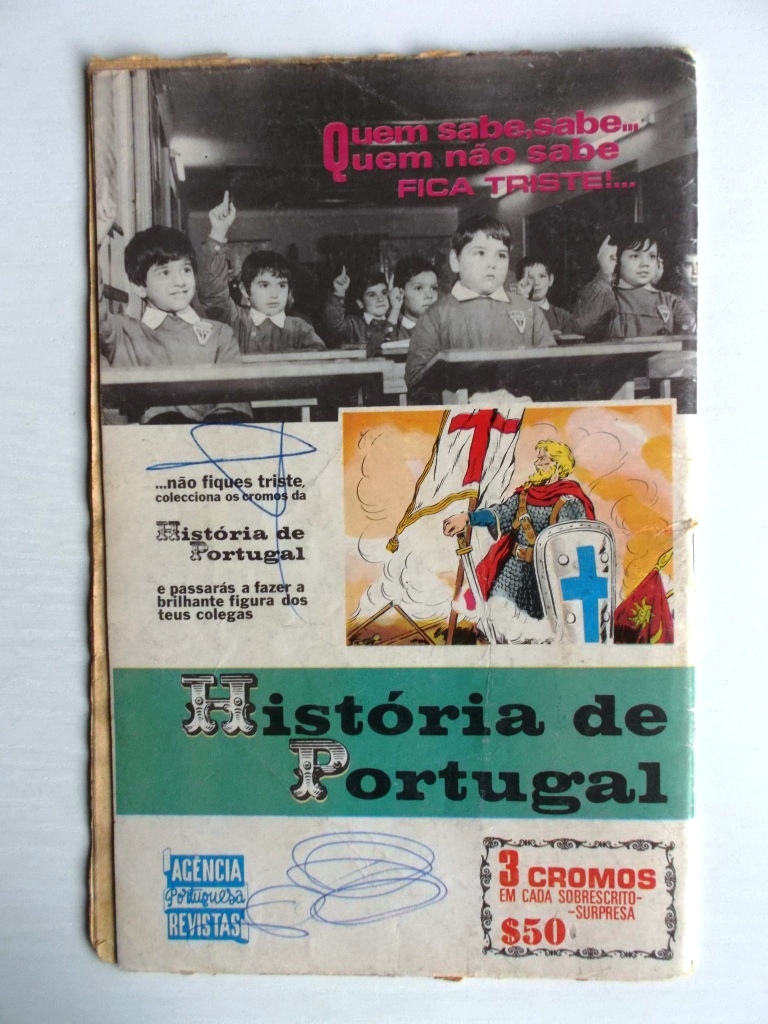 Quem sabe,sabe...
Quem não sabe
FICA TRISTE!...
...não fiques triste,
colecciona os cromos da
História de
Portugal
e passarás a fazer a
brilhante figura dos
teus colegas
História de
Portugal
AGÊNCIA
Portuguesa
REVISTAS
3 CROMOS
EM CADA SOBRESCRITO-
-SURPRESA
$50